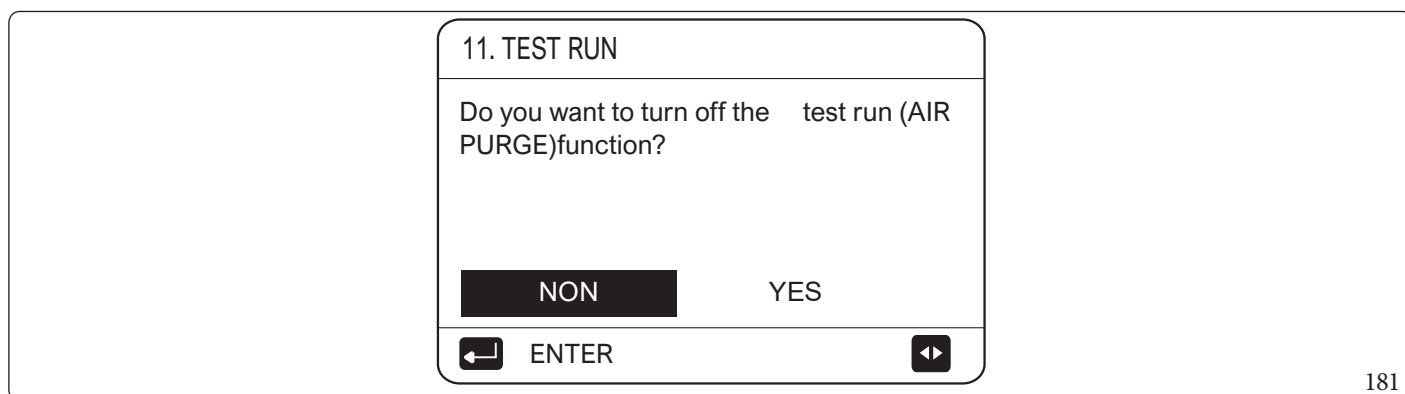 11. TEST RUN
Do you want to turn off the test run (AIR
PURGE)function?
NON YES
ENTER
181